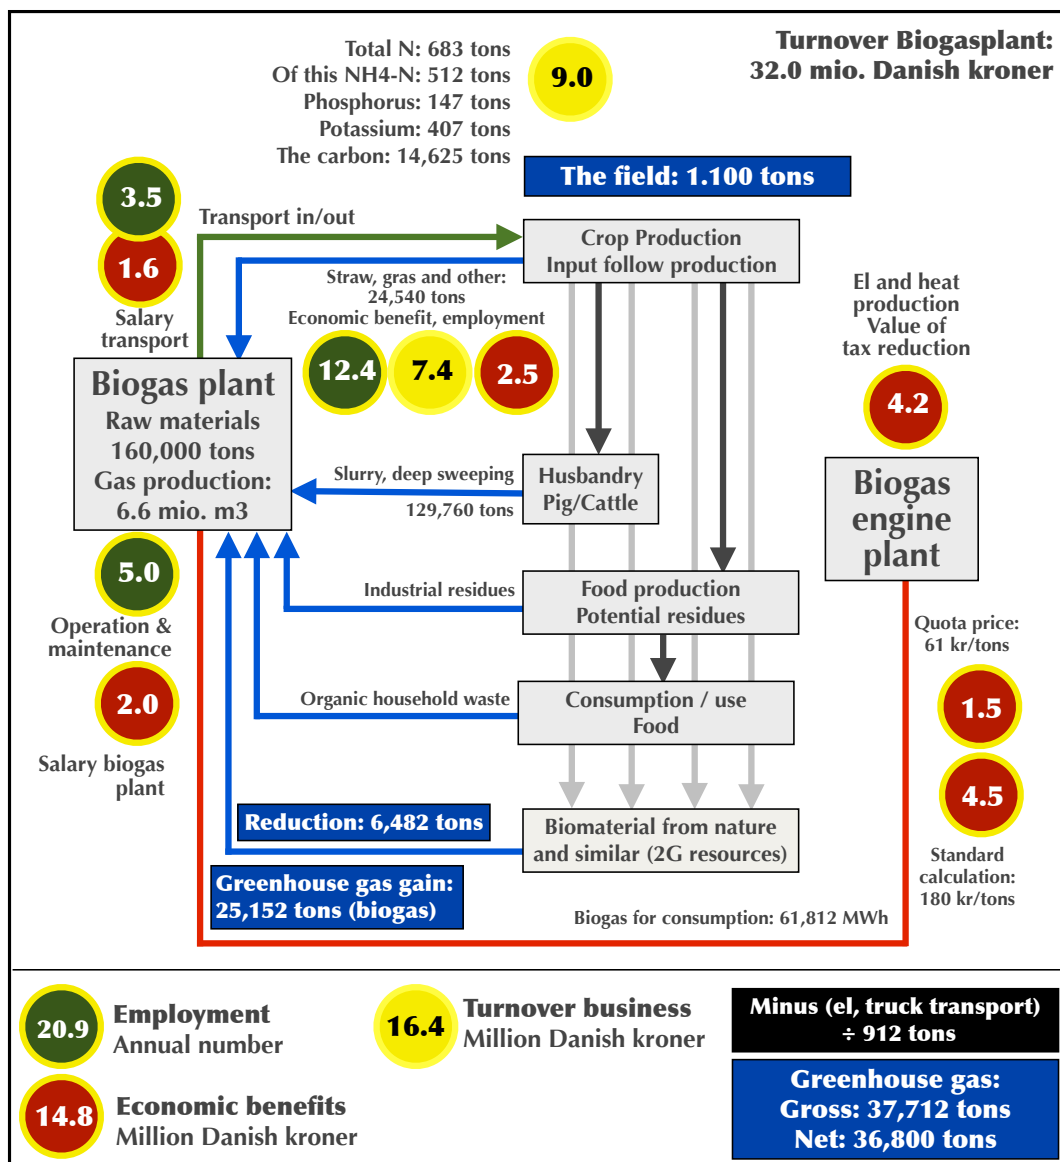 Total N: 683 tons
Of this NH4-N: 512 tons
Phosphorus: 147 tons
Potassium: 407 tons
The carbon: 14,625 tons
9.0
Turnover Biogasplant:
32.0 mio. Danish kroner
The field: 1.100 tons
3.5
1.6
Salary
transport
Transport in/out
Crop Production
Input follow production
Straw, gras and other:
24,540 tons
Economic benefit, employment
12.4
7.4
2.5
El and heat
production
Value of
tax reduction
4.2
Biogas plant
Raw materials
160,000 tons
Gas production:
6.6 mio. m3
Slurry, deep sweeping
129,760 tons
Husbandry
Pig/Cattle
Biogas
engine
plant
5.0
Operation &
maintenance
2.0
Salary biogas
plant
Industrial residues
Food production
Potential residues
Quota price:
61 kr/tons
1.5
4.5
Standard
calculation:
180 kr/tons
Organic household waste
Consumption / use
Food
Reduction: 6,482 tons
Biomaterial from nature
and similar (2G resources)
Greenhouse gas gain:
25,152 tons (biogas)
Biogas for consumption: 61,812 MWh
20.9
Employment
Annual number
14.8
Economic benefits
Million Danish kroner
16.4
Turnover business
Million Danish kroner
Minus (el, truck transport)
÷ 912 tons
Greenhouse gas:
Gross: 37,712 tons
Net: 36,800 tons